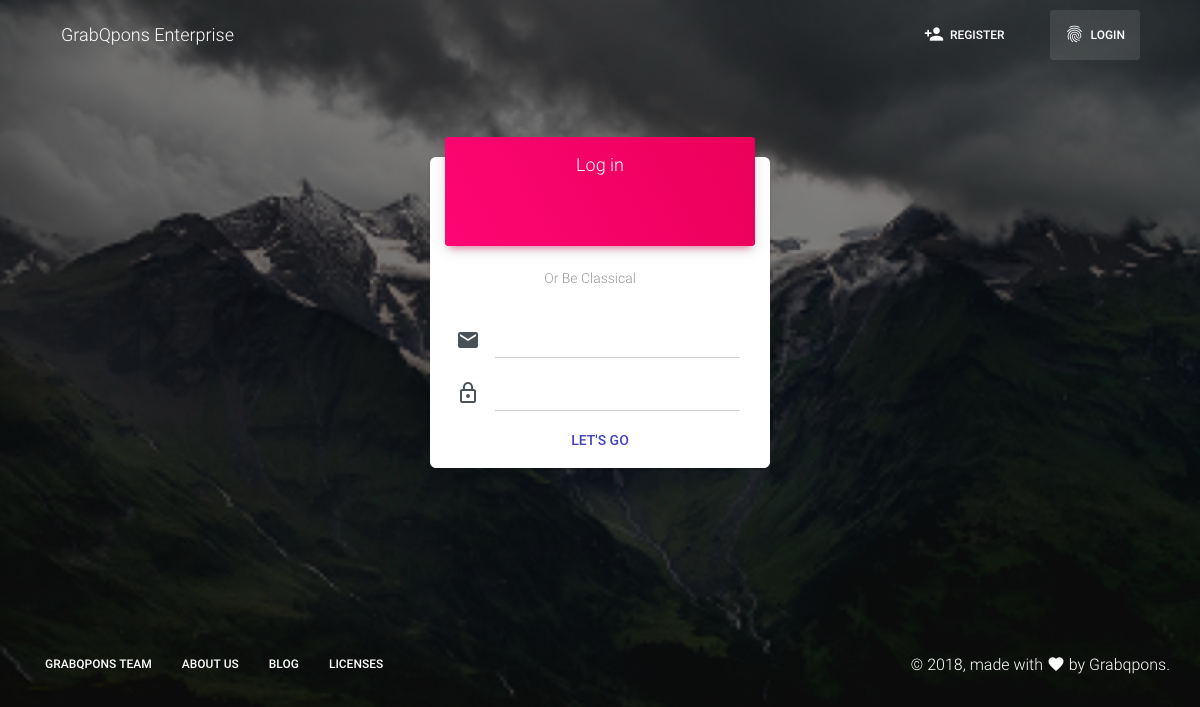 GrabQpons Enterprise
REGISTER
LOGIN
Log in
Or Be Classical
LET'S GO
GRABQPONS TEAM
ABOUT US
BLOG
LICENSES
© 2018, made with ♥ by Grabqpons.